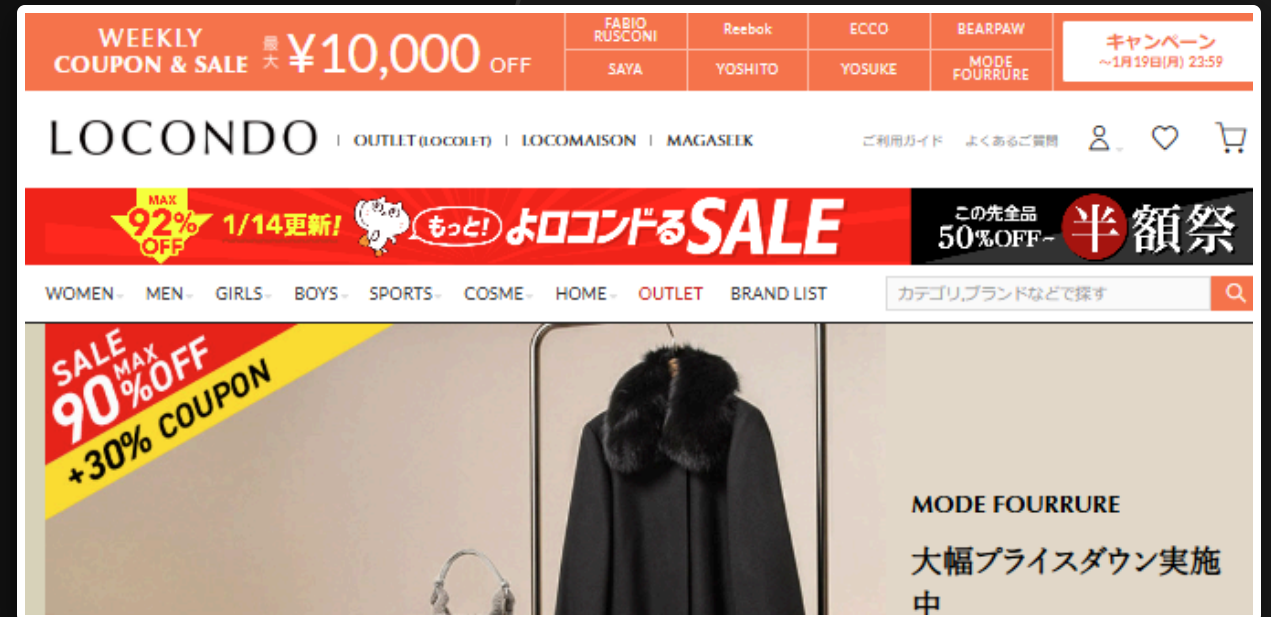 WEEKLY
COUPON & SALE
最大 ¥10,000 OFF
FABIO RUSCONI
Reebok
ECCO
BEARPAW
SAYA
YOSHITO
YOSUKE
MODE FOURRURE
キャンペーン
～1月19日(月) 23:59
LOCONDO
OUTLET (LOCOLET)
LOCOMAISON
MAGASEEK
ご利用ガイド
よくあるご質問
MAX
92%
OFF
1/14更新!
もっと!
よロコンドるSALE
この先全品
50%OFF~
半額祭
WOMEN
MEN
GIRLS
BOYS
SPORTS
COSME
HOME
OUTLET
BRAND LIST
カテゴリ,ブランドなどで探す
SALE
MAX
90%OFF
+30% COUPON
MODE FOURRURE
大幅プライスダウン実施
中